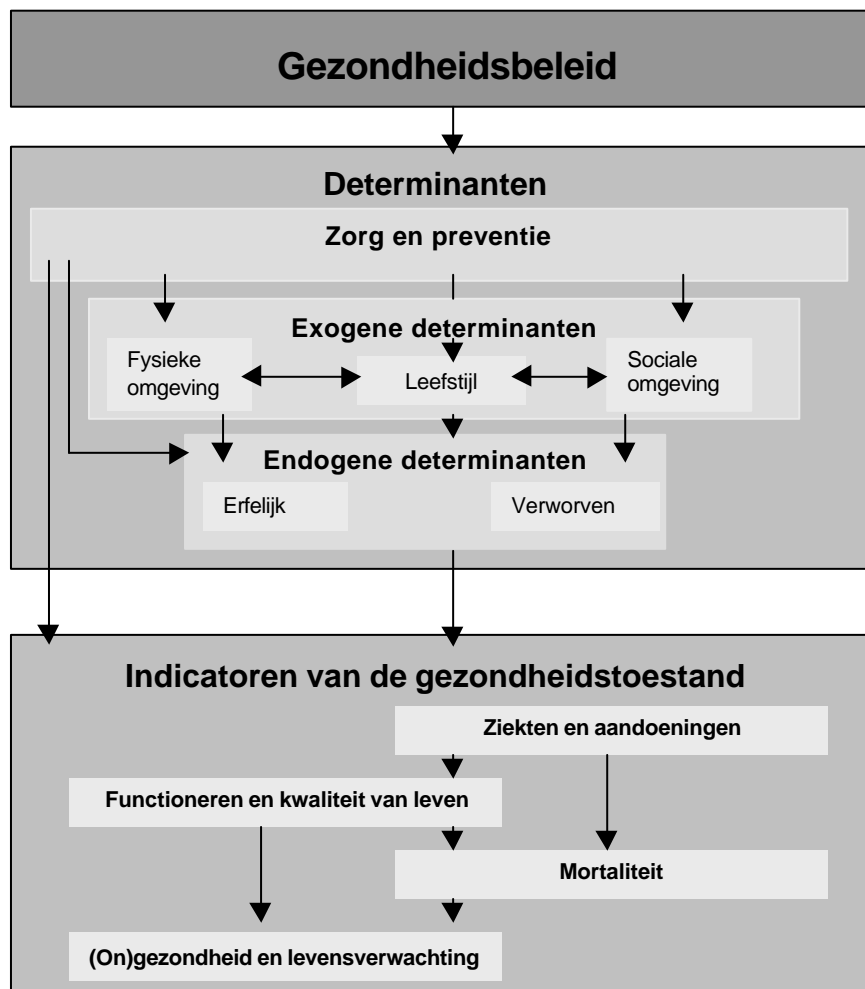 Gezondheidsbeleid
Determinanten
Zorg en preventie
Exogene determinanten
Fysieke
omgeving
Leefstijl
Sociale
omgeving
Endogene determinanten
Erfelijk
Verworven
Indicatoren van de gezondheidstoestand
Ziekten en aandoeningen
Functioneren en kwaliteit van leven
Mortaliteit
(On)gezondheid en levensverwachting